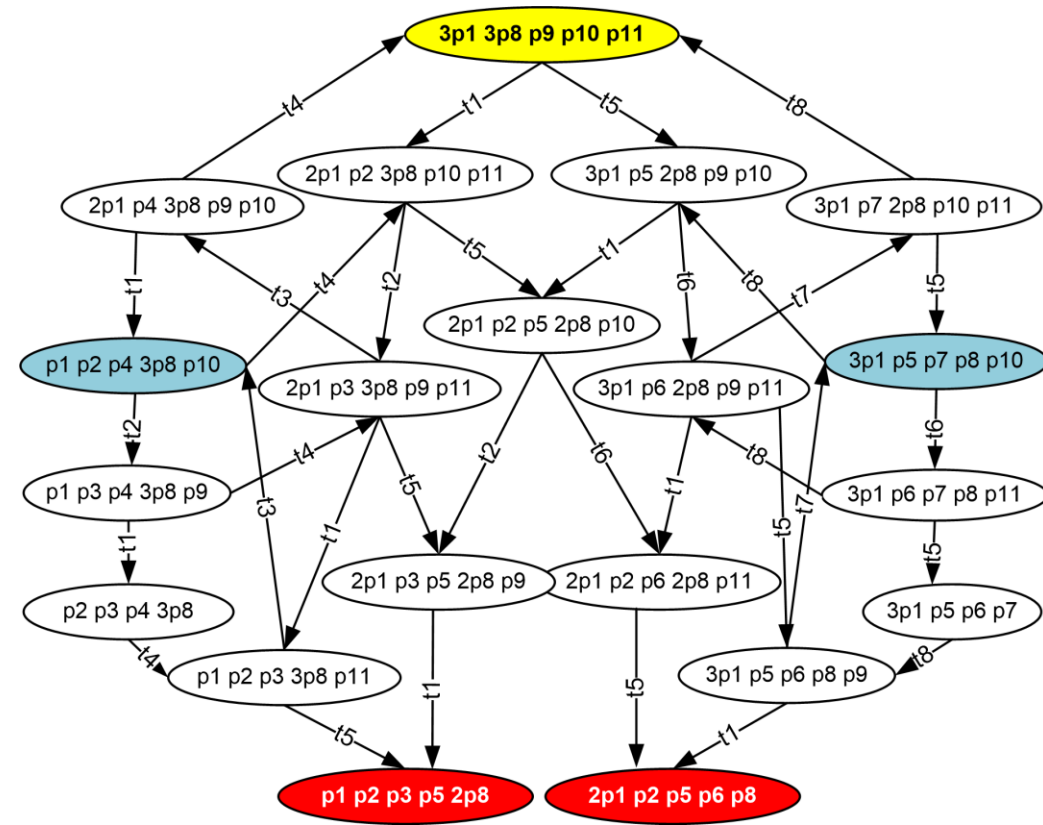 3p1 3p8 p9 p10 p11
t4
t1
t5
t8
2p1 p2 3p8 p10 p11
3p1 p5 2p8 p9 p10
2p1 p4 3p8 p9 p10
3p1 p7 2p8 p10 p11
t1
t4
t3
t2
t5
t1
t6
t8
t7
t5
2p1 p2 p5 2p8 p10
p1 p2 p4 3p8 p10
3p1 p5 p7 p8 p10
2p1 p3 3p8 p9 p11
3p1 p6 2p8 p9 p11
t2
t4
t5
t2
t6
t8
t6
p1 p3 p4 3p8 p9
3p1 p6 p7 p8 p11
t1
t3
t1
t1
t5
t7
t5
2p1 p3 p5 2p8 p9
2p1 p2 p6 2p8 p11
p2 p3 p4 3p8
3p1 p5 p6 p7
t4
t8
p1 p2 p3 3p8 p11
3p1 p5 p6 p8 p9
t5
t1
t5
t1
p1 p2 p3 p5 2p8
2p1 p2 p5 p6 p8